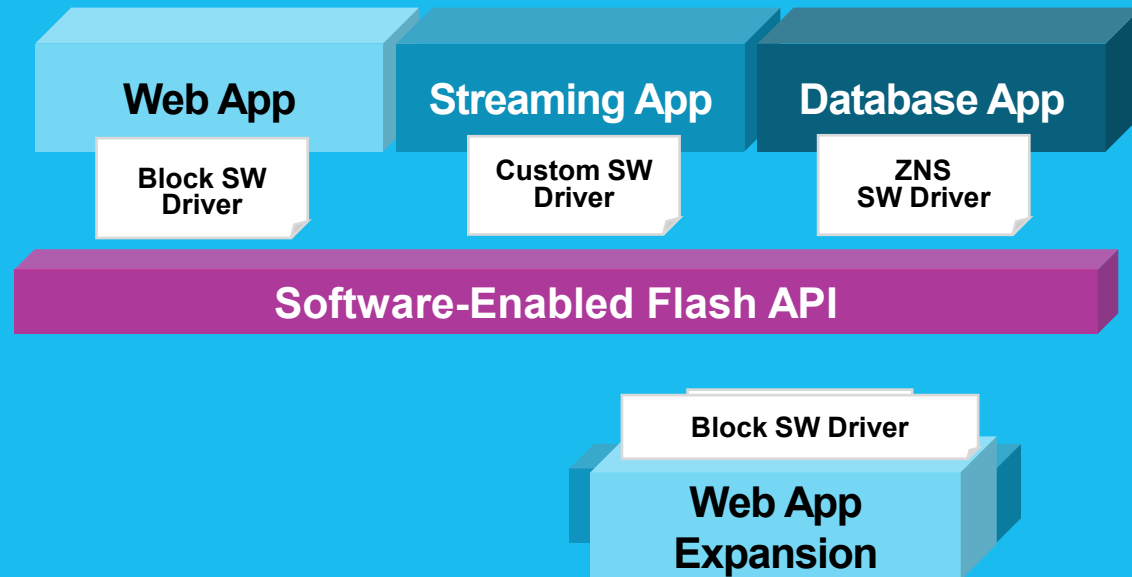 Web App
Streaming App
Database App
Block SW
Driver
Custom SW
Driver
ZNS
SW Driver
Software-Enabled Flash API
Block SW Driver
Web App
Expansion